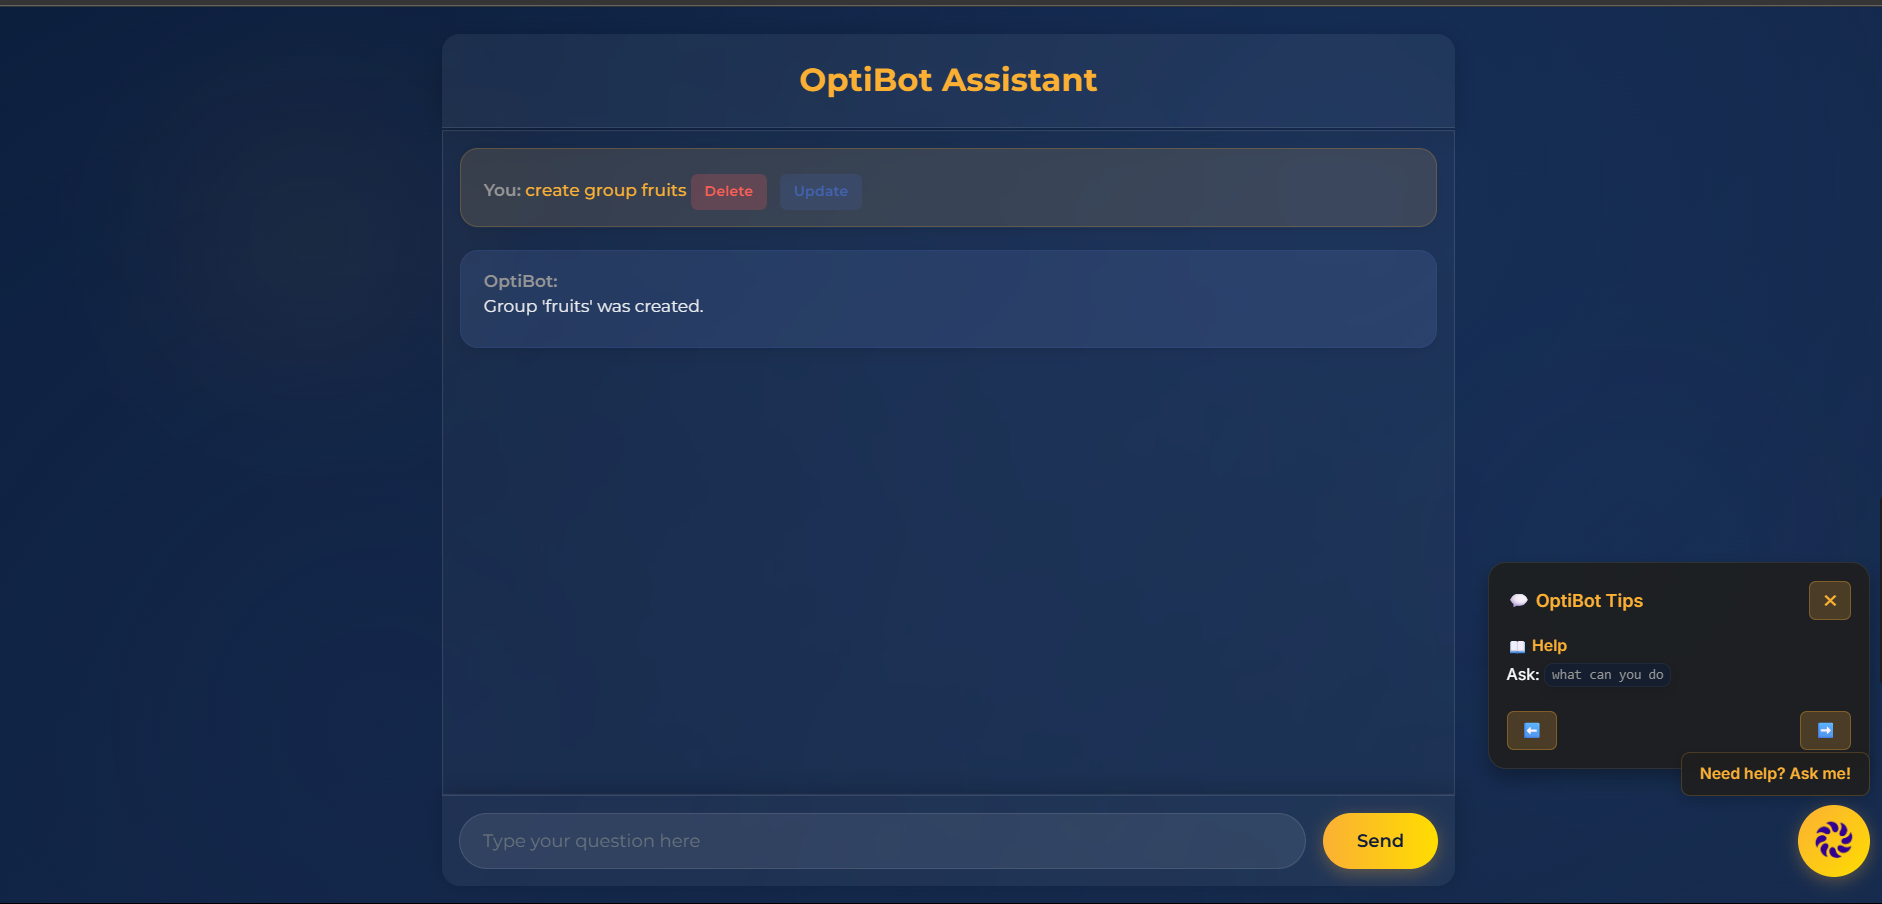 OptiBot Assistant
You: create group fruits Delete Update
OptiBot:
Group 'fruits' was created.
Type your question here
Send
OptiBot Tips
Help
Ask: what can you do
Need help? Ask me!